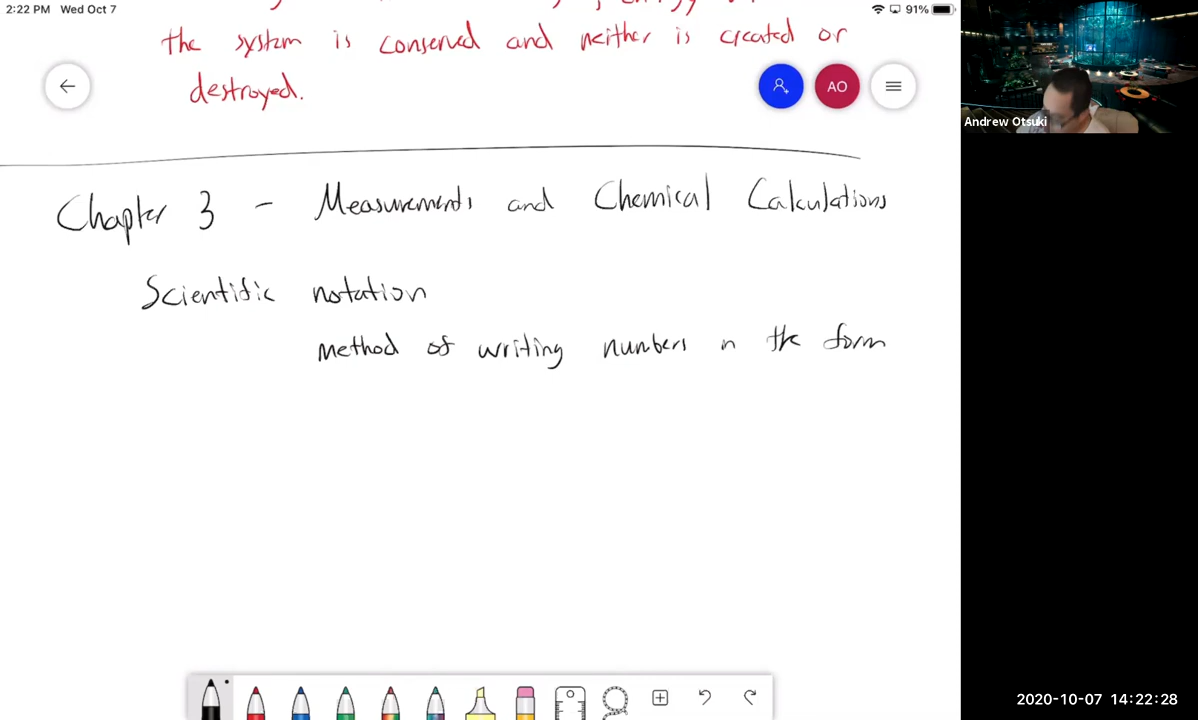 2:22 PM Wed Oct 7
91%
the system is conserved and neither is created or
destroyed.
AO
Andrew Otsuki
Chapter 3 - Measurements and Chemical Calculations
Scientific notation
method of writing numbers in the form
2020-10-07 14:22:28